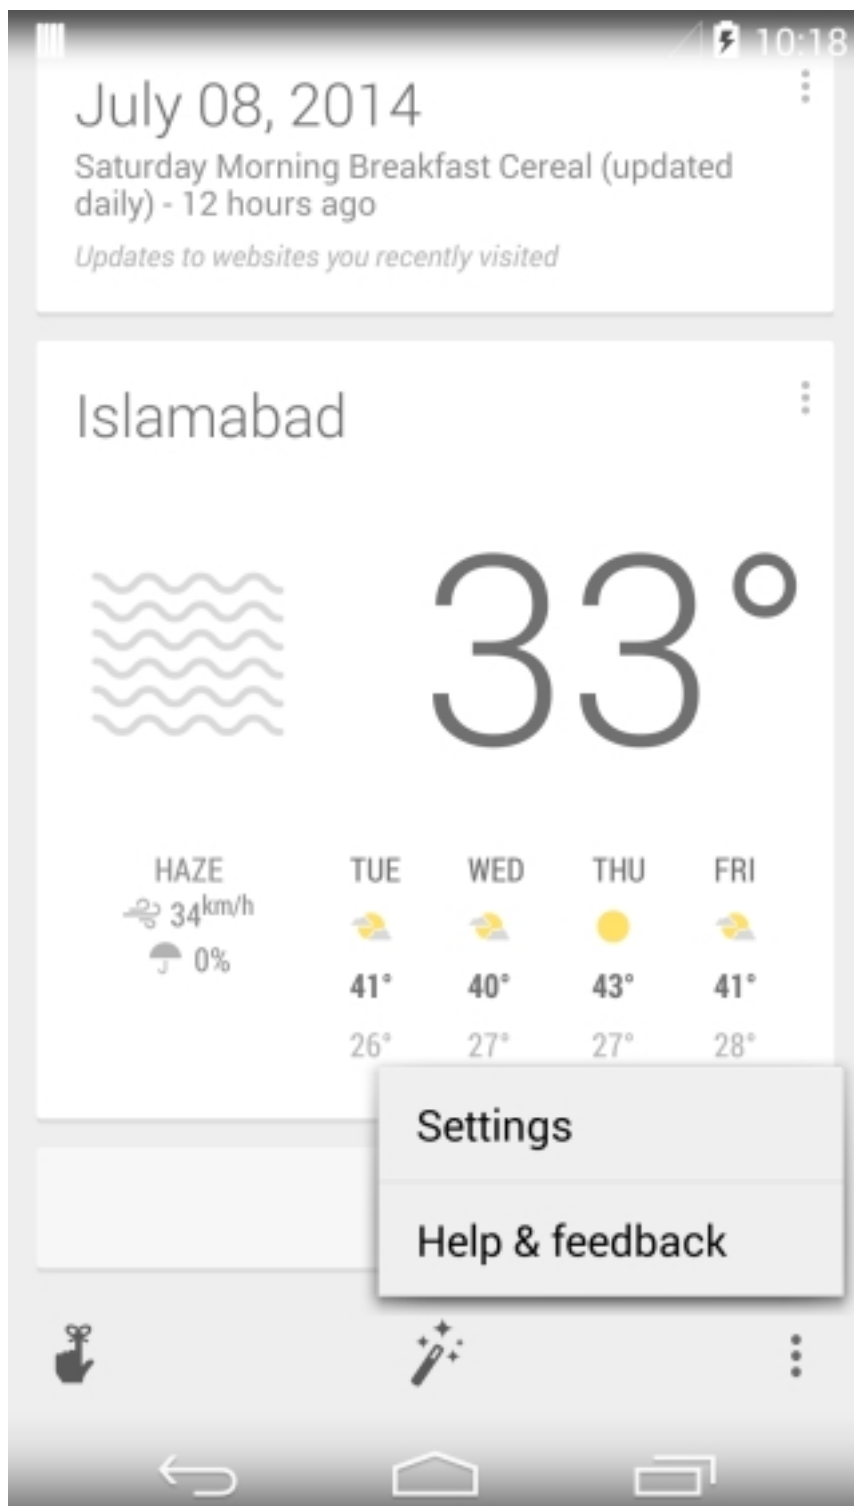 10:18
July 08, 2014
Saturday Morning Breakfast Cereal (updated
daily) - 12 hours ago
Updates to websites you recently visited
Islamabad
33°
HAZE TUE WED THU FRI
34km/h
0%
41° 40° 43° 41°
26° 27° 27° 28°
Settings
Help & feedback